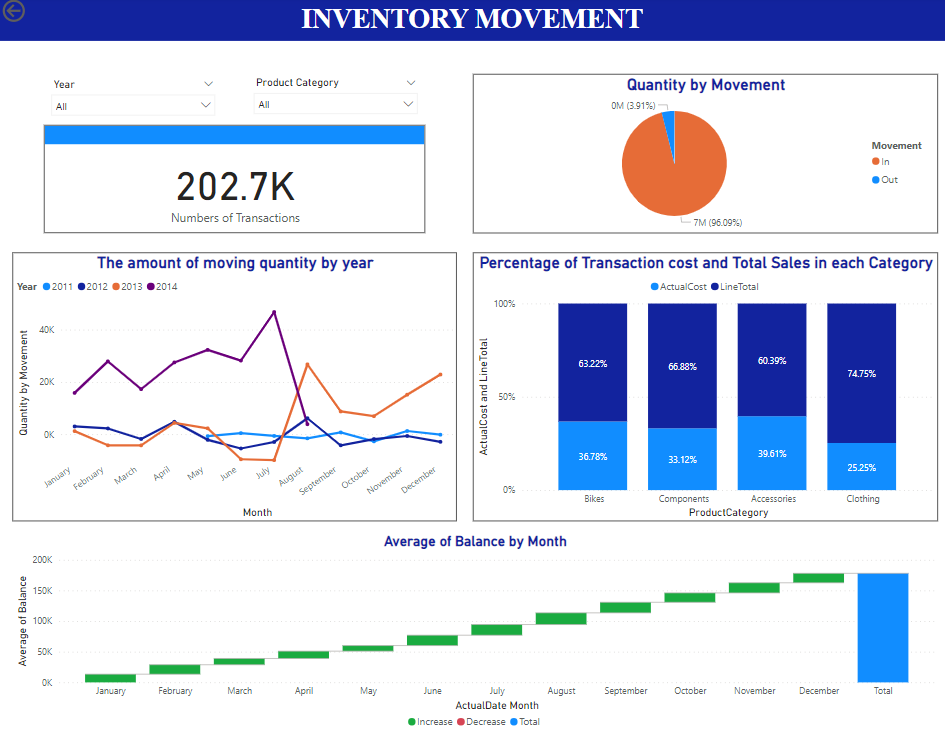 INVENTORY MOVEMENT
Year
All
Product Category
All
202.7K
Numbers of Transactions
Quantity by Movement
0M (3.91%)
7M (96.09%)
Movement
In
Out
The amount of moving quantity by year
Year 2011 2012 2013 2014
Quantity by Movement
40K
20K
0K
January February March April May June July August September October November December
Month
Percentage of Transaction cost and Total Sales in each Category
ActualCost LineTotal
ActualCost and LineTotal
100%
50%
0%
63.22% 66.88% 60.39% 74.75%
36.78% 33.12% 39.61% 25.25%
Bikes Components Accessories Clothing
ProductCategory
Average of Balance by Month
Average of Balance
200K
150K
100K
50K
0K
January February March April May June July August September October November December Total
ActualDate Month
Increase Decrease Total